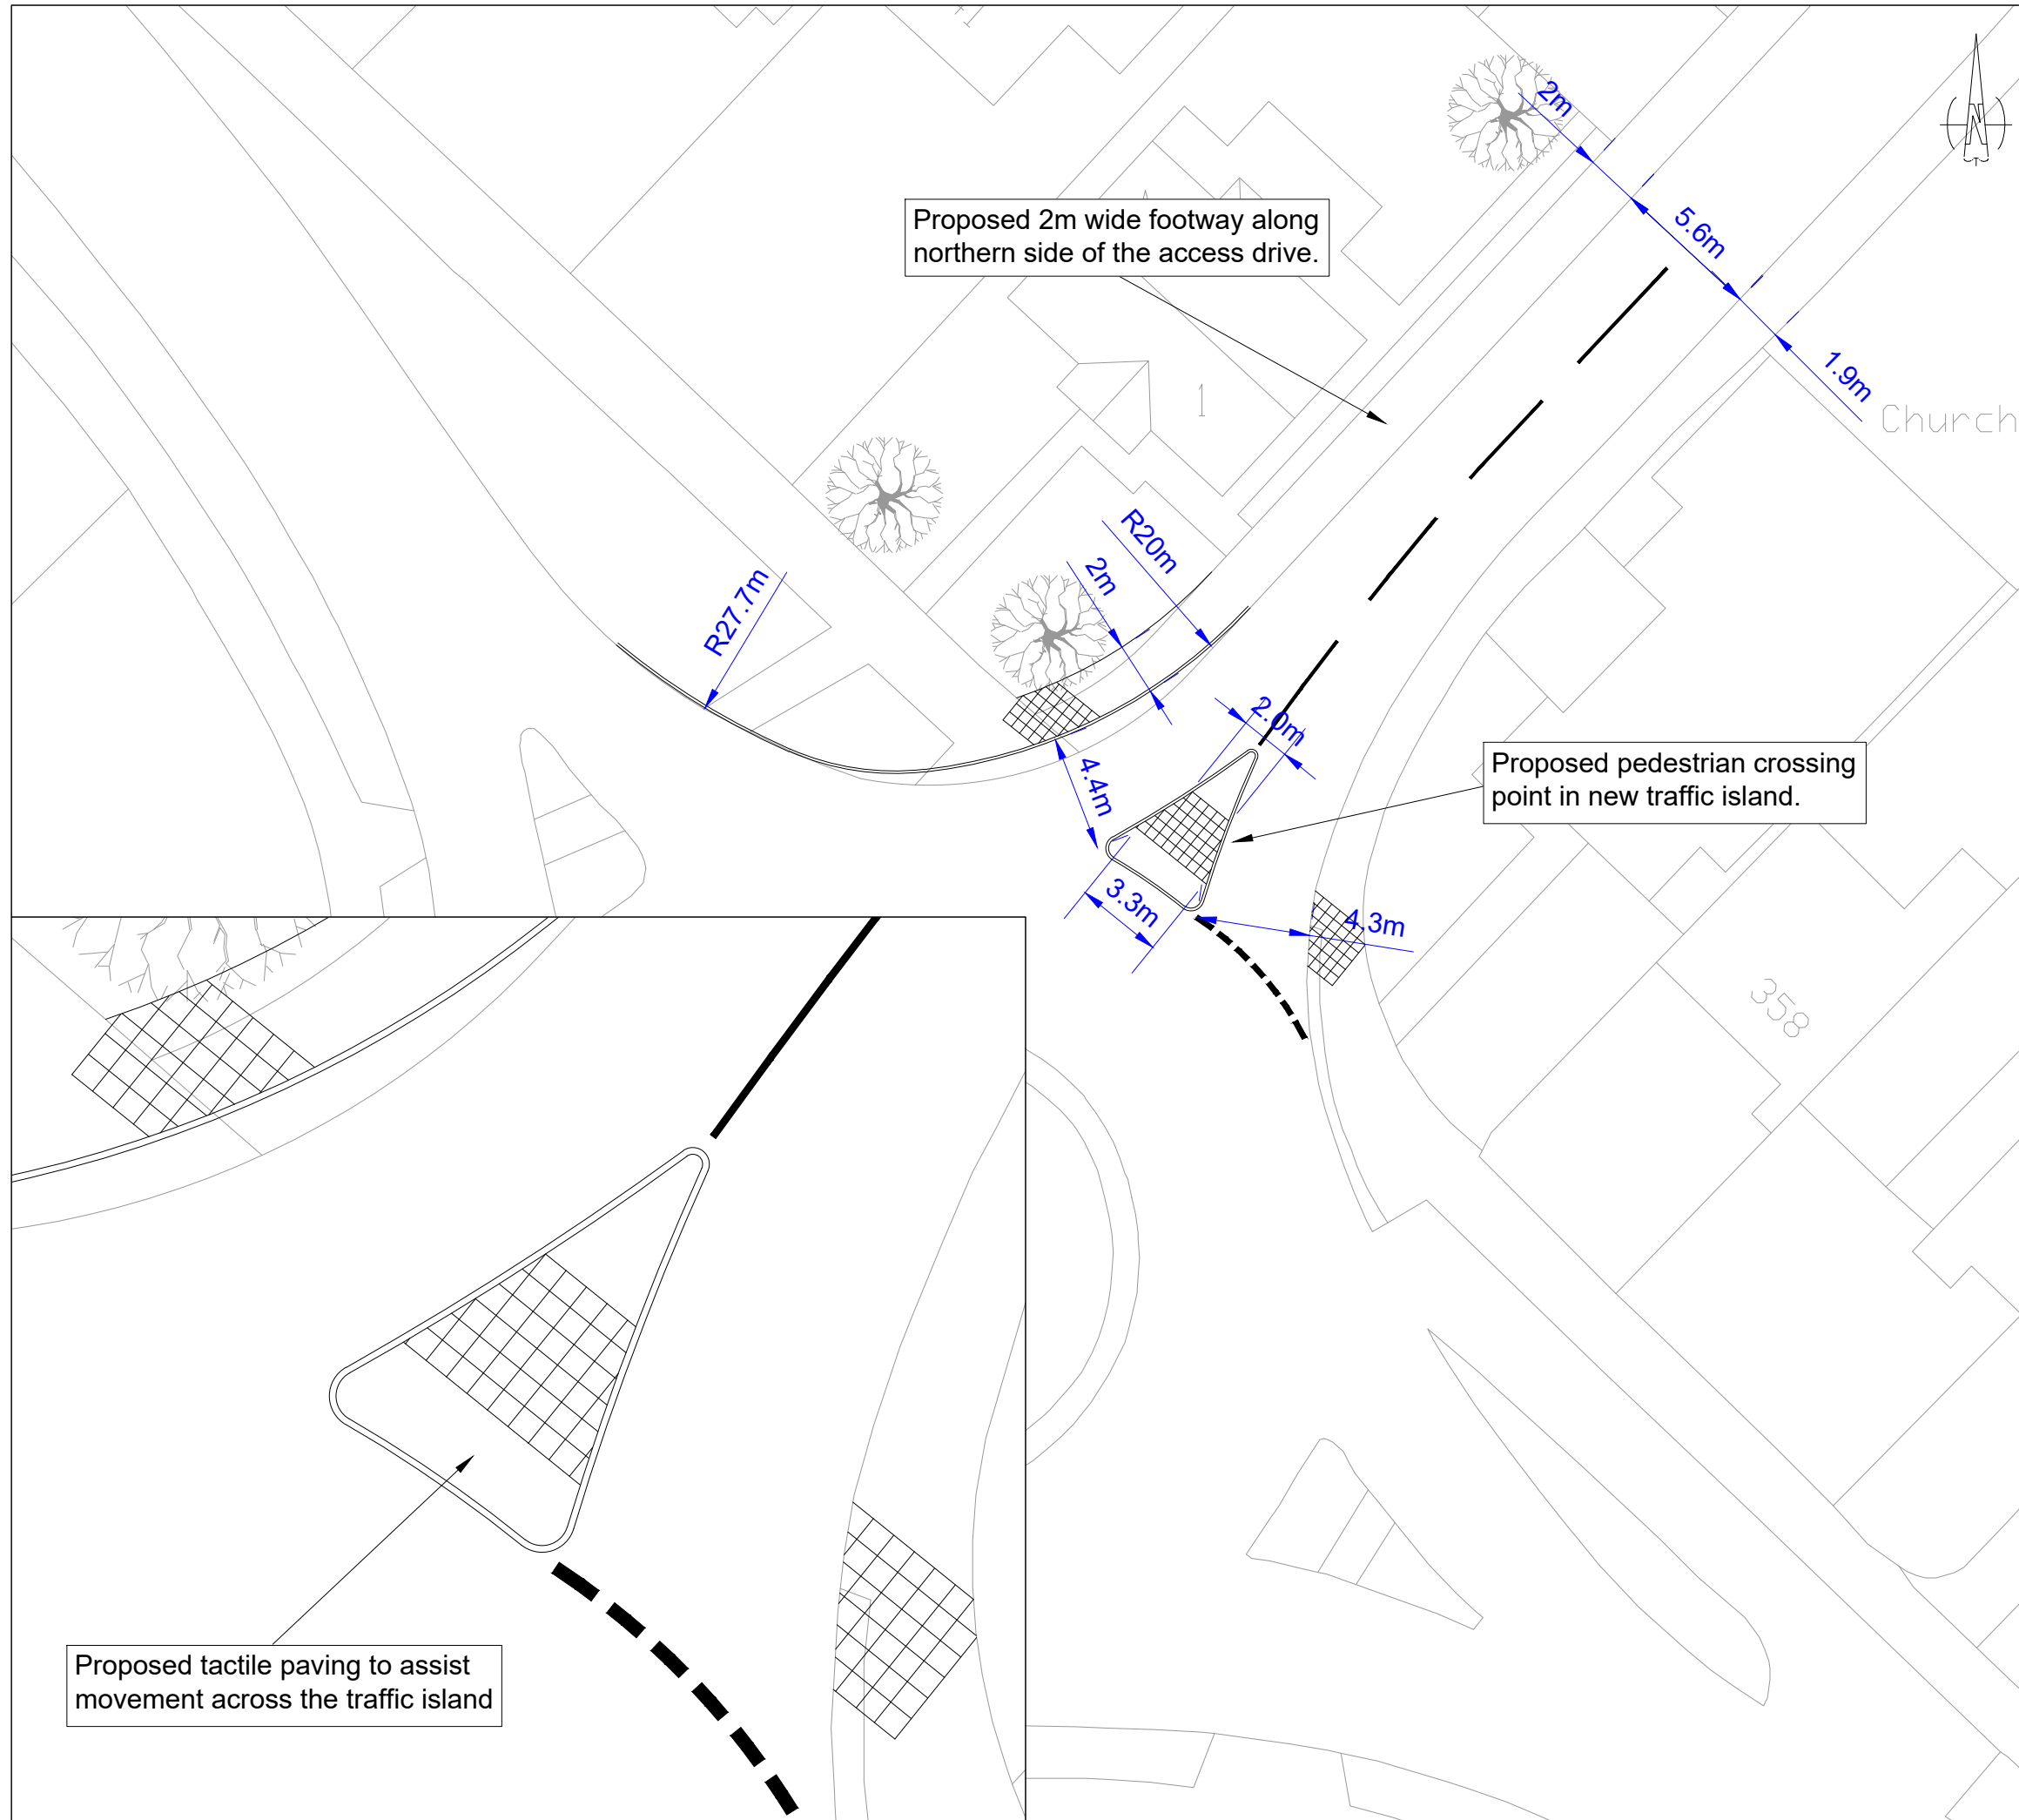 2m
N
Proposed 2m wide footway along
northern side of the access drive.
5.6m
1.9m
Church
1
R20m
2m
R27.7m
2.0m
4.4m
Proposed pedestrian crossing
point in new traffic island.
3.3m
4.3m
358
Proposed tactile paving to assist
movement across the traffic island